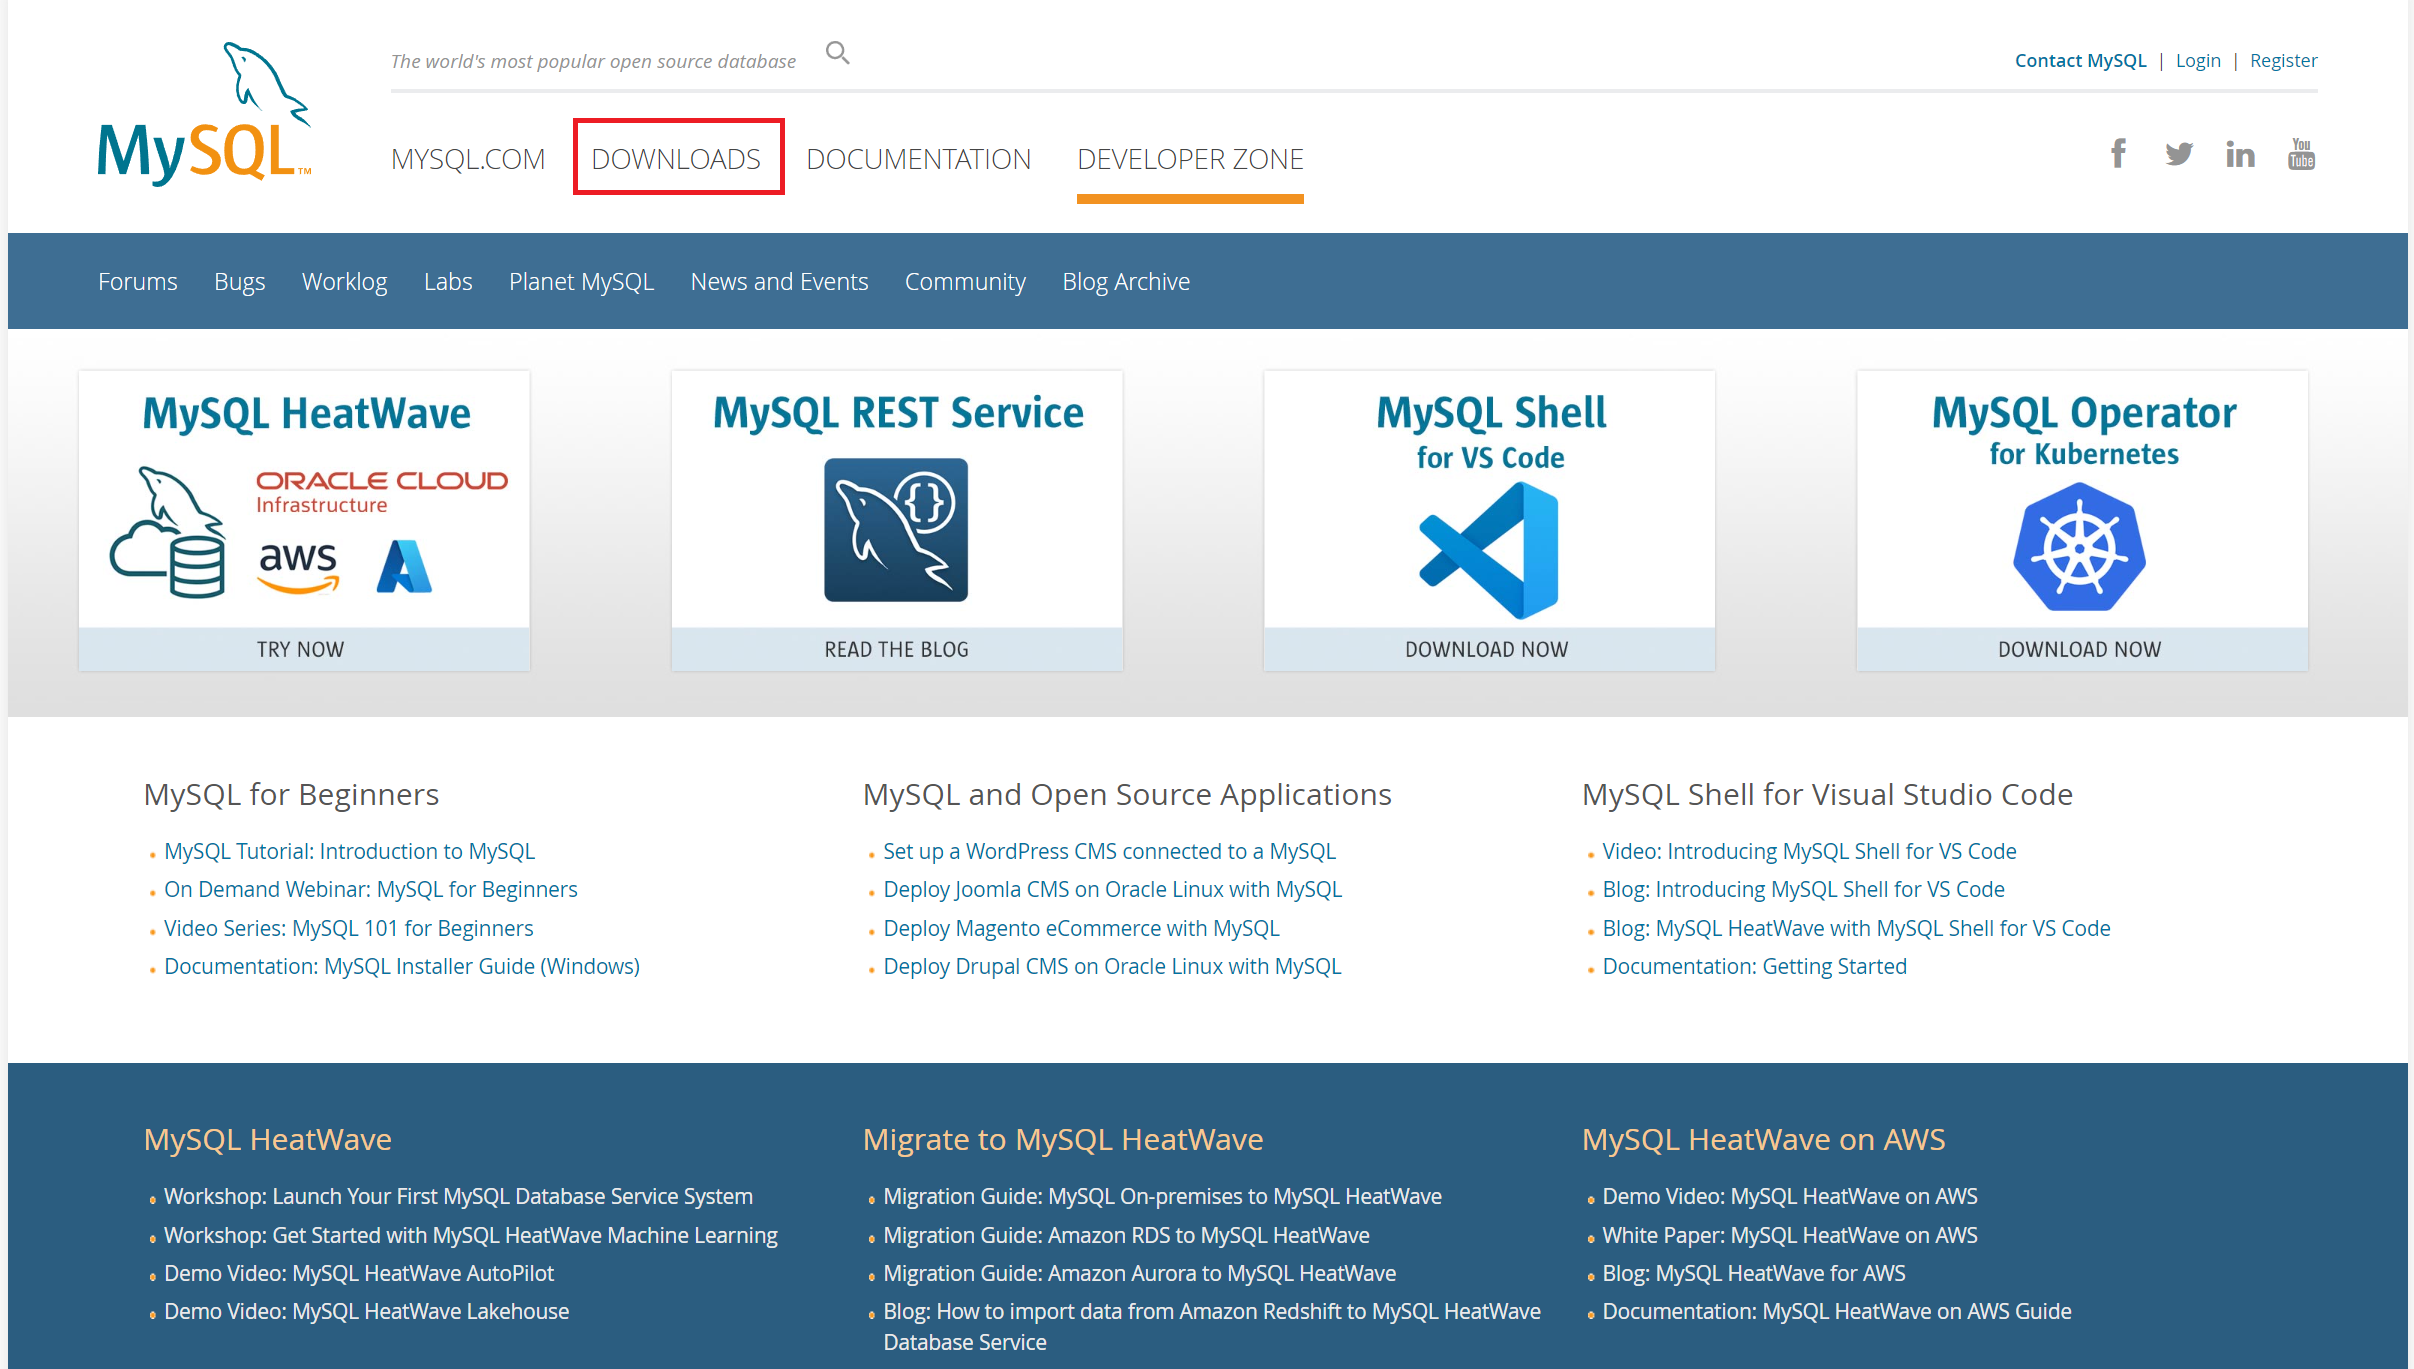 The world's most popular open source database
Contact MySQL | Login | Register
MySQL™
MYSQL.COM DOWNLOADS DOCUMENTATION DEVELOPER ZONE
f in You Tube
Forums Bugs Worklog Labs Planet MySQL News and Events Community Blog Archive
MySQL HeatWave
ORACLE CLOUD
Infrastructure
aws
TRY NOW
MySQL REST Service
{}
READ THE BLOG
MySQL Shell
for VS Code
DOWNLOAD NOW
MySQL Operator
for Kubernetes
DOWNLOAD NOW
MySQL for Beginners
MySQL Tutorial: Introduction to MySQL
On Demand Webinar: MySQL for Beginners
Video Series: MySQL 101 for Beginners
Documentation: MySQL Installer Guide (Windows)
MySQL and Open Source Applications
Set up a WordPress CMS connected to a MySQL
Deploy Joomla CMS on Oracle Linux with MySQL
Deploy Magento eCommerce with MySQL
Deploy Drupal CMS on Oracle Linux with MySQL
MySQL Shell for Visual Studio Code
Video: Introducing MySQL Shell for VS Code
Blog: Introducing MySQL Shell for VS Code
Blog: MySQL HeatWave with MySQL Shell for VS Code
Documentation: Getting Started
MySQL HeatWave
Workshop: Launch Your First MySQL Database Service System
Workshop: Get Started with MySQL HeatWave Machine Learning
Demo Video: MySQL HeatWave AutoPilot
Demo Video: MySQL HeatWave Lakehouse
Migrate to MySQL HeatWave
Migration Guide: MySQL On-premises to MySQL HeatWave
Migration Guide: Amazon RDS to MySQL HeatWave
Migration Guide: Amazon Aurora to MySQL HeatWave
Blog: How to import data from Amazon Redshift to MySQL HeatWave
Database Service
MySQL HeatWave on AWS
Demo Video: MySQL HeatWave on AWS
White Paper: MySQL HeatWave on AWS
Blog: MySQL HeatWave for AWS
Documentation: MySQL HeatWave on AWS Guide